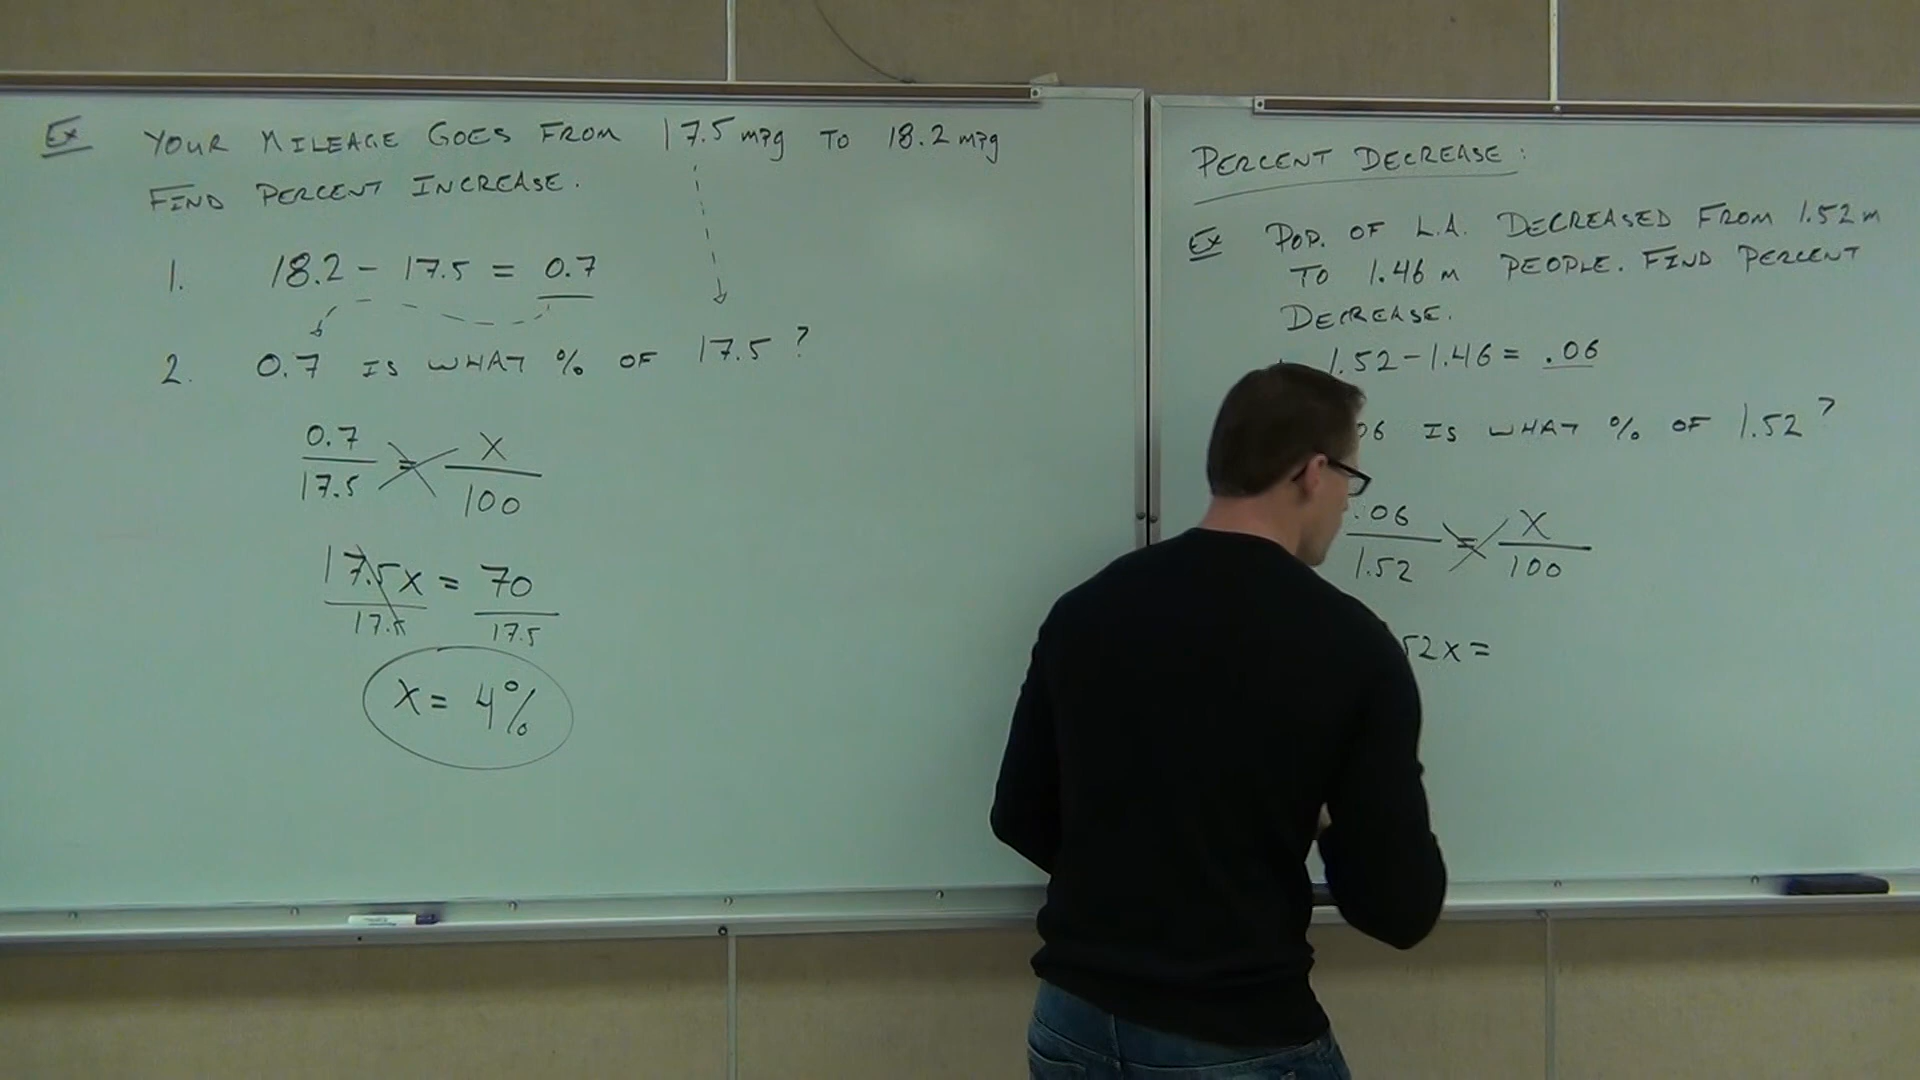 Ex YOUR MILEAGE GOES FROM 17.5 mpg TO 18.2 mpg
FIND PERCENT INCREASE.
1. 18.2 - 17.5 = 0.7
2. 0.7 IS WHAT % OF 17.5?
0.7 = X
17.5 100
17.5x = 70
17.5 17.5
X = 4%
PERCENT DECREASE:
Ex POP. OF L.A. DECREASED FROM 1.52 m
TO 1.46 m PEOPLE. FIND PERCENT
DECREASE.
1.52 - 1.46 = .06
06 IS WHAT % OF 1.52?
.06 = X
1.52 100
52x =